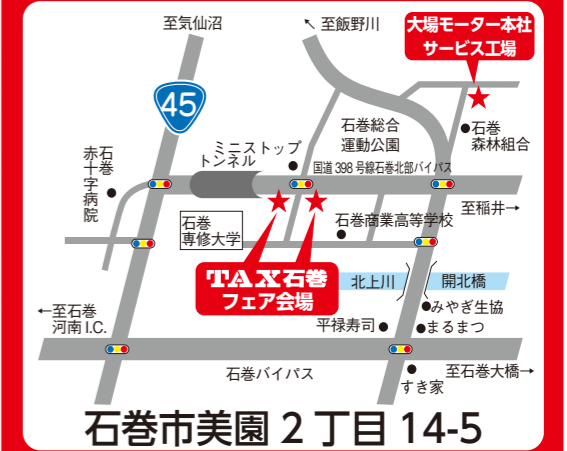 至気仙沼
至飯野川
大場モーター本社
サービス工場
45
石巻総合
運動公園
石巻
森林組合
ミニストップ
トンネル
国道398号線石巻北部バイパス
石巻
赤十字病院
至稲井→
石巻
専修大学
石巻商業高等学校
TAX石巻
フェア会場
北上川
開北橋
みやぎ生協
←至石巻
河南I.C.
平禄寿司
まるまつ
石巻バイパス
至石巻大橋→
すき家
石巻市美園2丁目14-5